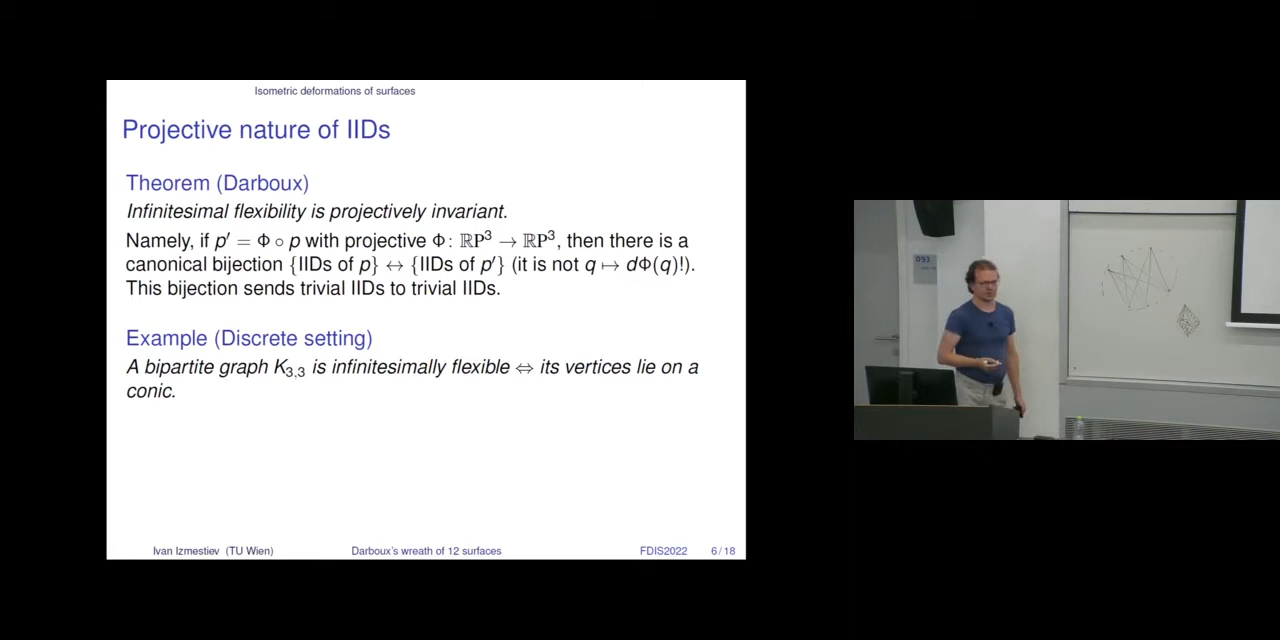 Isometric deformations of surfaces
Projective nature of IIDs
Theorem (Darboux)
Infinitesimal flexibility is projectively invariant.
Namely, if p′ = Φ ∘ p with projective Φ: ℝP³ → ℝP³, then there is a
canonical bijection {IIDs of p} ↔ {IIDs of p′} (it is not q ↦ dΦ(q)!).
This bijection sends trivial IIDs to trivial IIDs.
Example (Discrete setting)
A bipartite graph K₃,₃ is infinitesimally flexible ⇔ its vertices lie on a
conic.
Ivan Izmestiev (TU Wien) Darboux's wreath of 12 surfaces FDIS2022 6 / 18
093